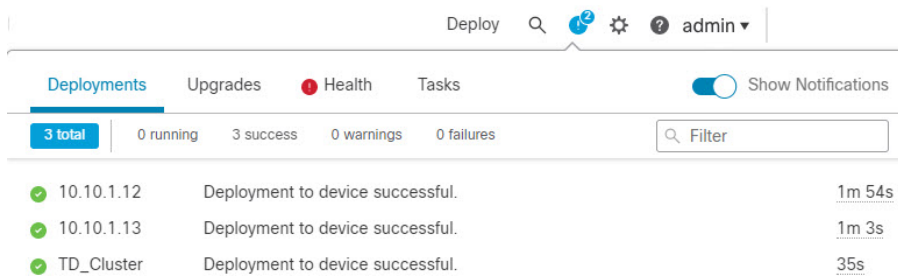 Deploy 2 ? admin
Deployments Upgrades ! Health Tasks Show Notifications
3 total 0 running 3 success 0 warnings 0 failures Filter
10.10.1.12 Deployment to device successful. 1m 54s
10.10.1.13 Deployment to device successful. 1m 3s
TD_Cluster Deployment to device successful. 35s